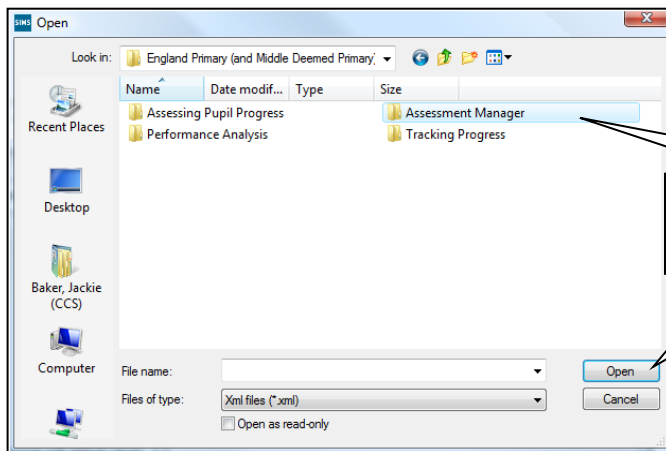 SIMS Open
Look in: England Primary (and Middle Deemed Primary)
Name Date modif... Type Size
Assessing Pupil Progress Assessment Manager
Performance Analysis Tracking Progress
Recent Places
Desktop
Baker, Jackie
(CCS)
Computer
File name: Open
Files of type: Xml files (*.xml) Cancel
Open as read-only